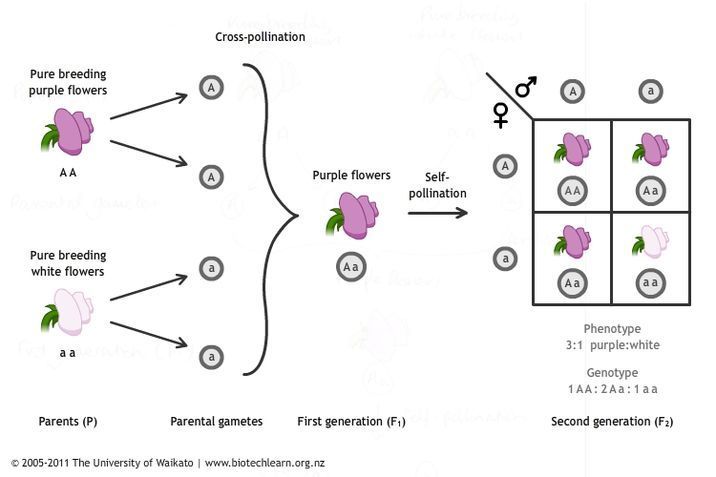 Cross-pollination
Pure breeding
purple flowers
A A
A
A
Pure breeding
white flowers
a a
a
a
Purple flowers
Aa
Self-
pollination
♂
♀
A
a
A
AA
Aa
a
Aa
aa
Phenotype
3:1 purple:white
Genotype
1 AA : 2 Aa : 1 aa
Parents (P)
Parental gametes
First generation (F₁)
Second generation (F₂)
© 2005-2011 The University of Waikato | www.biotechlearn.org.nz